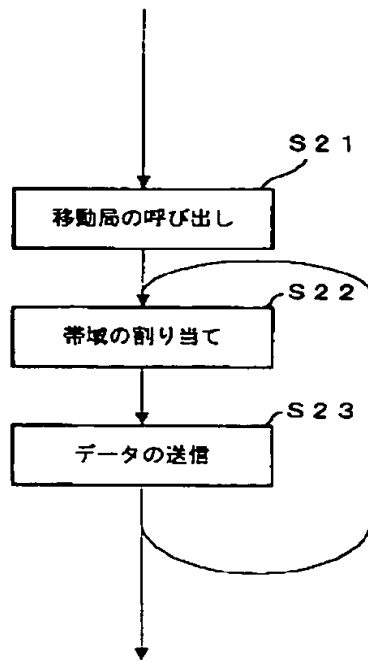 S21
移動局の呼び出し
S22
帯域の割り当て
S23
データの送信